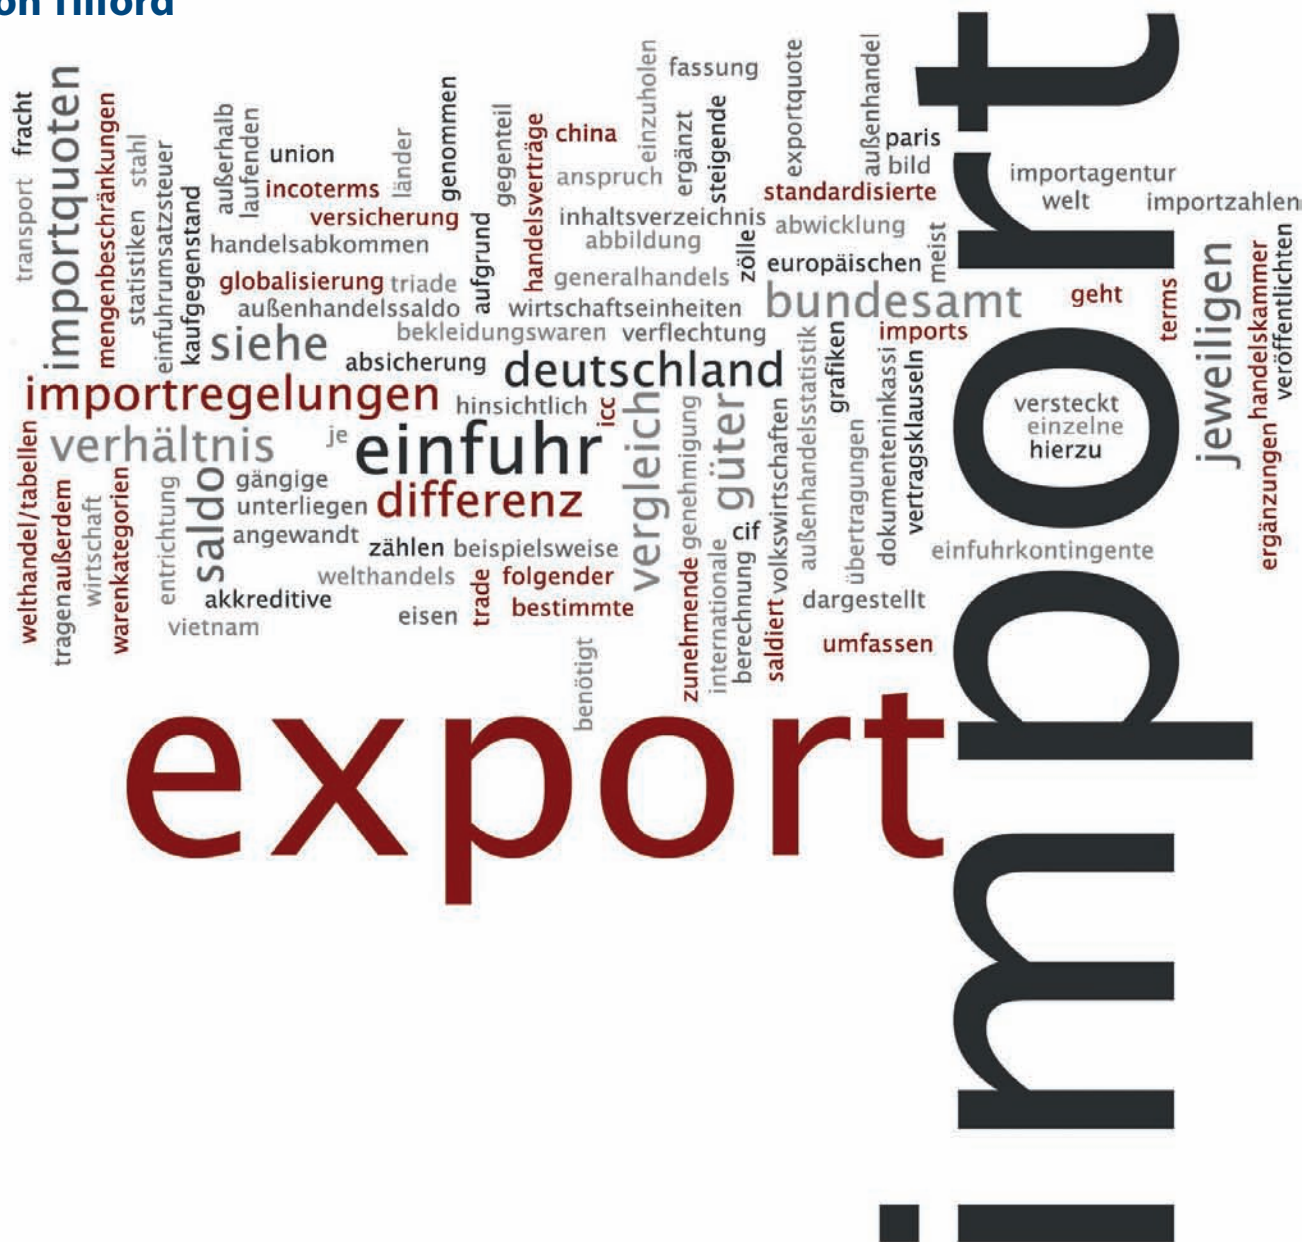 on Tilford
fracht
transport
importquoten
mengenbeschränkungen
stahl
statistiken
einfuhrumsatzsteuer
kaufgegenstand
außerhalb
laufenden
union
incoterms
versicherung
länder
genommen
handelsabkommen
globalisierung
triade
aufgrund
gegenteil
handelsverträge
china
einzuholen
fassung
anspruch
ergänzt
steigende
exportquote
außenhandel
paris
bild
standardisierte
inhaltsverzeichnis
abwicklung
abbildung
zölle
meist
europäischen
generalhandels
importagentur
welt
importzahlen
außenhandelssaldo
wirtschaftseinheiten
bundesamt
geht
terms
jeweiligen
handelskammer
veröffentlichten
siehe
bekleidungswaren
verflechtung
imports
absicherung
deutschland
außenhandelsstatistik
grafiken
dokumenteninkassi
vertragsklauseln
importregelungen
hinsichtlich
icc
vergleich
genehmigung
güter
volkswirtschaften
übertragungen
versteckt
einzelne
hierzu
welthandel/tabellen
verhältnis
je
einfuhr
ergänzungen
außerdem
tragen
wirtschaft
warenkategorien
entrichtung
saldo
gängige
unterliegen
differenz
angewandt
zählen
beispielsweise
cif
einfuhrkontingente
welthandels
trade
folgender
akkreditive
eisen
bestimmte
zunehmende
internationale
berechnung
saldiert
dargestellt
vietnam
umfassen
benötigt
export
import